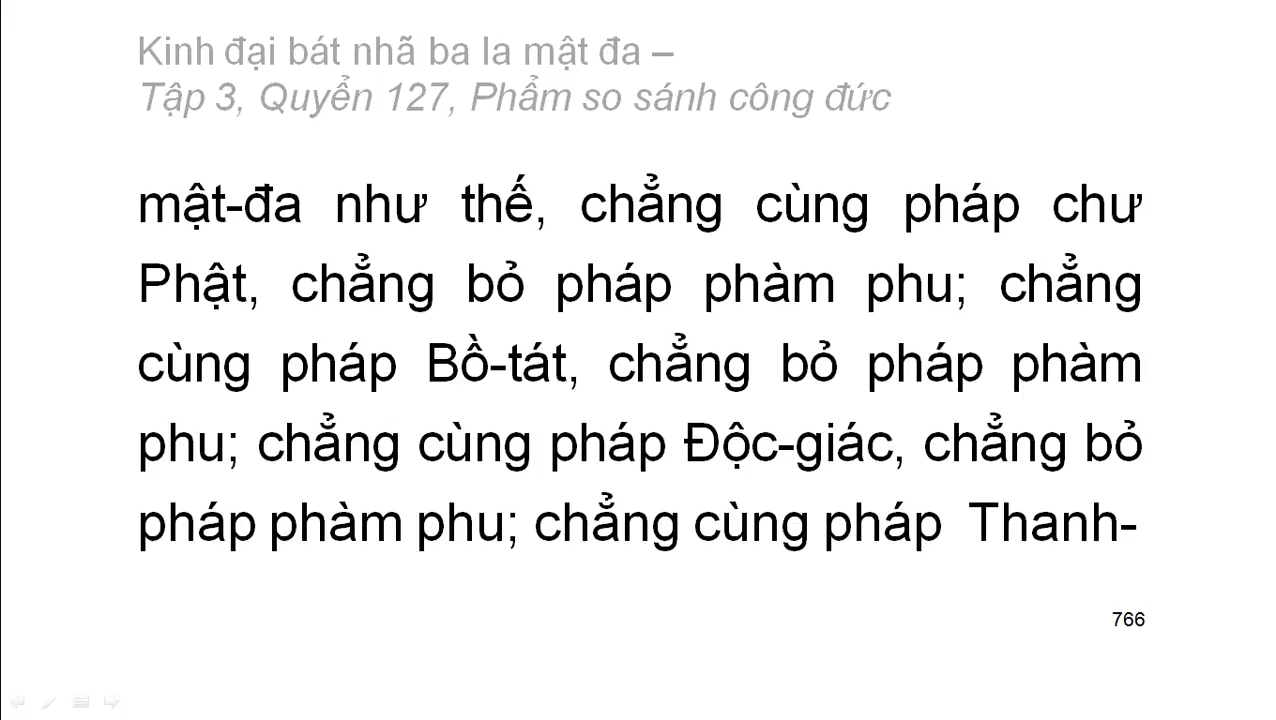 Kinh đại bát nhã ba la mật đa –
Tập 3, Quyển 127, Phẩm so sánh công đức
mật-đa như thế, chẳng cùng pháp chư
Phật, chẳng bỏ pháp phàm phu; chẳng
cùng pháp Bồ-tát, chẳng bỏ pháp phàm
phu; chẳng cùng pháp Độc-giác, chẳng bỏ
pháp phàm phu; chẳng cùng pháp Thanh-
766